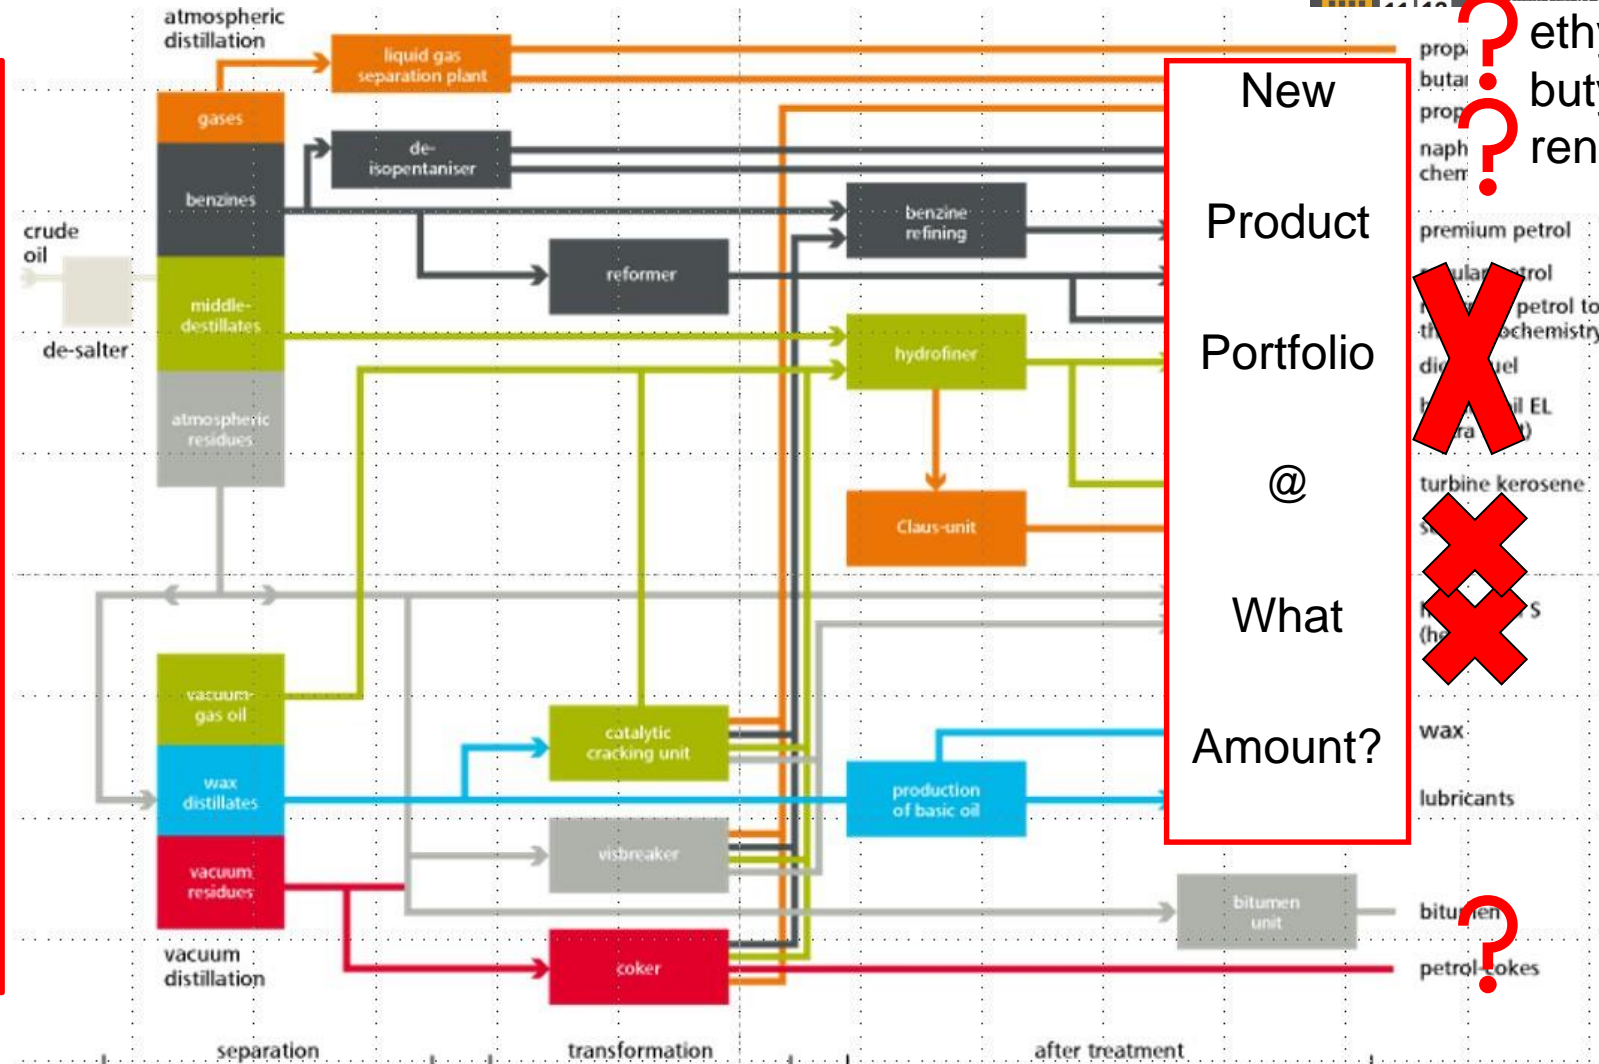 atmospheric
distillation
liquid gas
separation plant
gases
benzines
de-
isopentaniser
crude
oil
de-salter
middle-
destillates
atmospheric
residues
reformer
benzine
refining
hydrofiner
Claus-unit
vacuum-
gas oil
wax
distillates
vacuum
residues
vacuum
distillation
catalytic
cracking unit
visbreaker
coker
production
of basic oil
bitumen
unit
New
Product
Portfolio
@
What
Amount?
?
?
premium petrol
petrol to
turbine kerosene
wax
lubricants
bitumen
?
petrol cokes
separation
transformation
after treatment